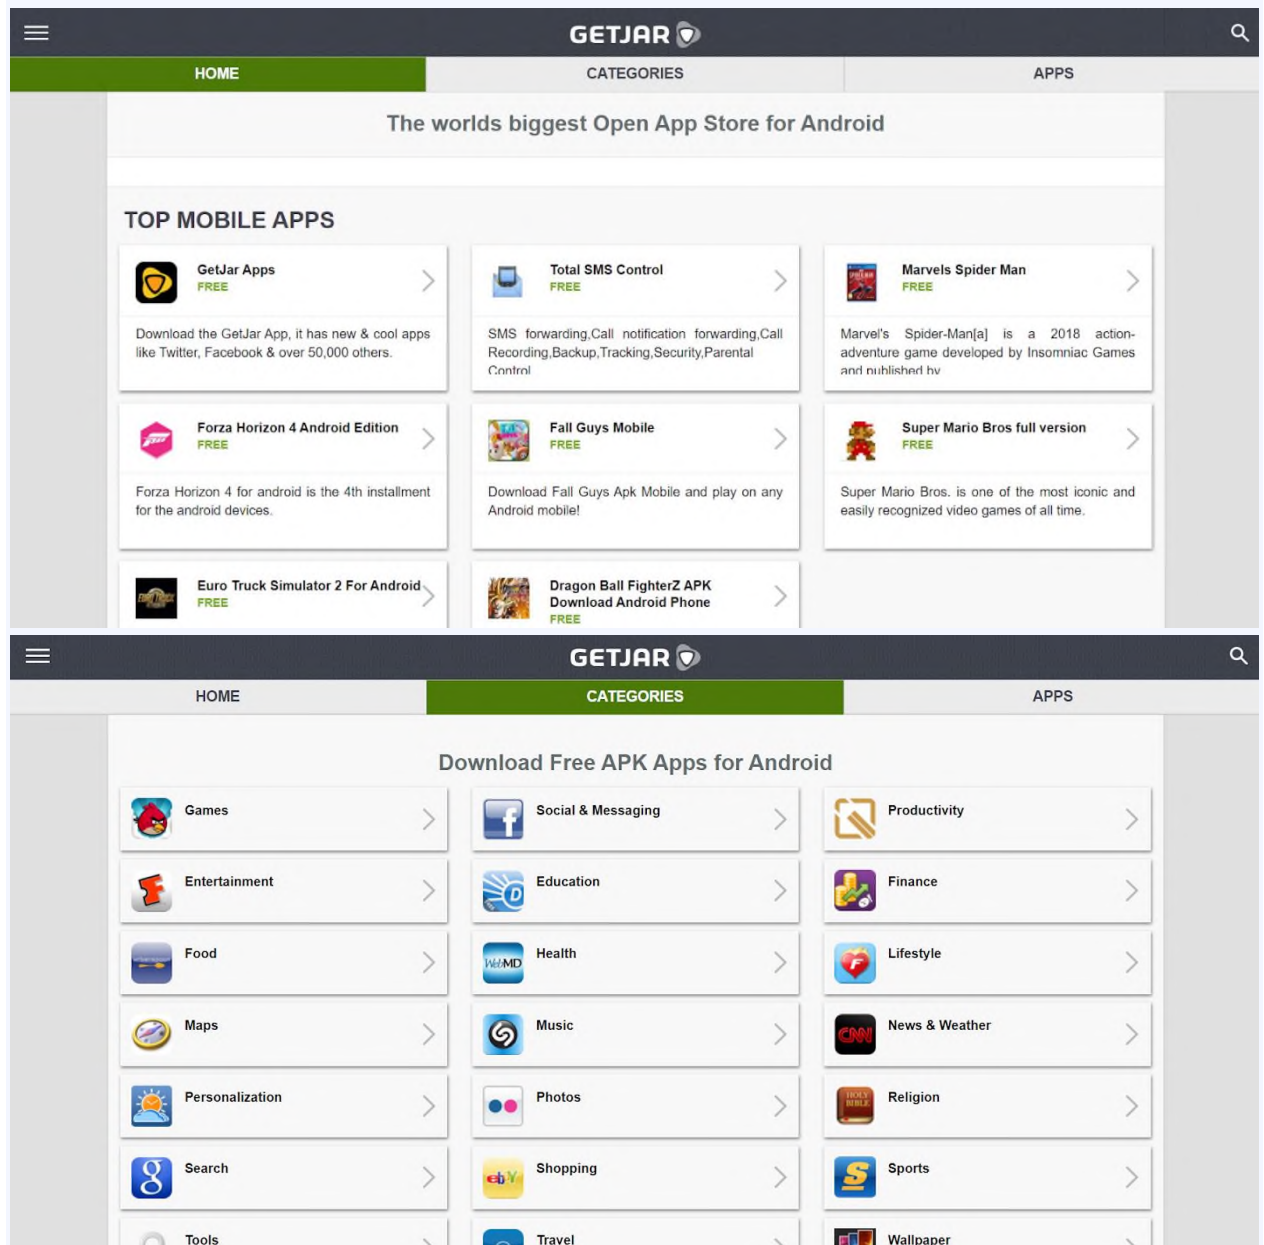 GETJAR
HOME
CATEGORIES
APPS
The worlds biggest Open App Store for Android
TOP MOBILE APPS
GetJar Apps
FREE
Download the GetJar App, it has new & cool apps
like Twitter, Facebook & over 50,000 others.
Total SMS Control
FREE
SMS forwarding,Call notification forwarding,Call
Recording,Backup,Tracking,Security,Parental
Control
Marvels Spider Man
FREE
Marvel's Spider-Man[a] is a 2018 action-
adventure game developed by Insomniac Games
and published by
Forza Horizon 4 Android Edition
FREE
Forza Horizon 4 for android is the 4th installment
for the android devices.
Fall Guys Mobile
FREE
Download Fall Guys Apk Mobile and play on any
Android mobile!
Super Mario Bros full version
FREE
Super Mario Bros. is one of the most iconic and
easily recognized video games of all time.
Euro Truck Simulator 2 For Android
FREE
Dragon Ball FighterZ APK
Download Android Phone
FREE
GETJAR
HOME
CATEGORIES
APPS
Download Free APK Apps for Android
Games
f
Social & Messaging
Productivity
Entertainment
D
Education
Finance
Food
WebMD
Health
F
Lifestyle
Maps
Music
CNN
News & Weather
Personalization
Photos
HOLY
BIBLE
Religion
g
Search
ebY
Shopping
S
Sports
Tools
Travel
Wallpaper